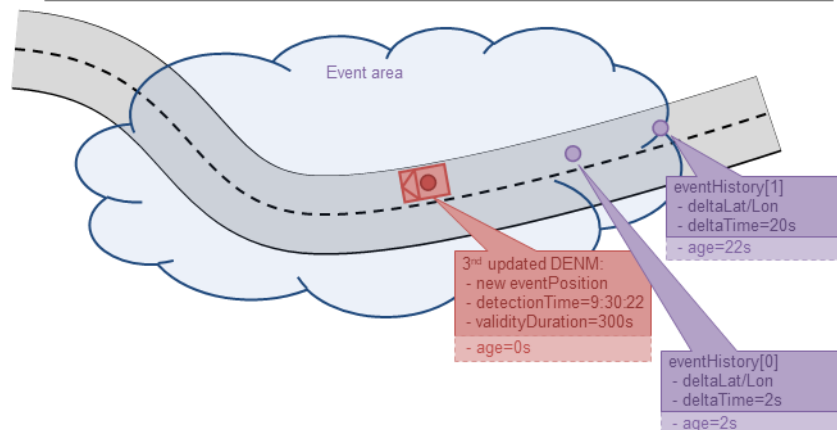 Event area
eventHistory[1]
- deltaLat/Lon
- deltaTime=20s
- age=22s
3nd updated DENM:
- new eventPosition
- detectionTime=9:30:22
- validityDuration=300s
- age=0s
eventHistory[0]
- deltaLat/Lon
- deltaTime=2s
- age=2s